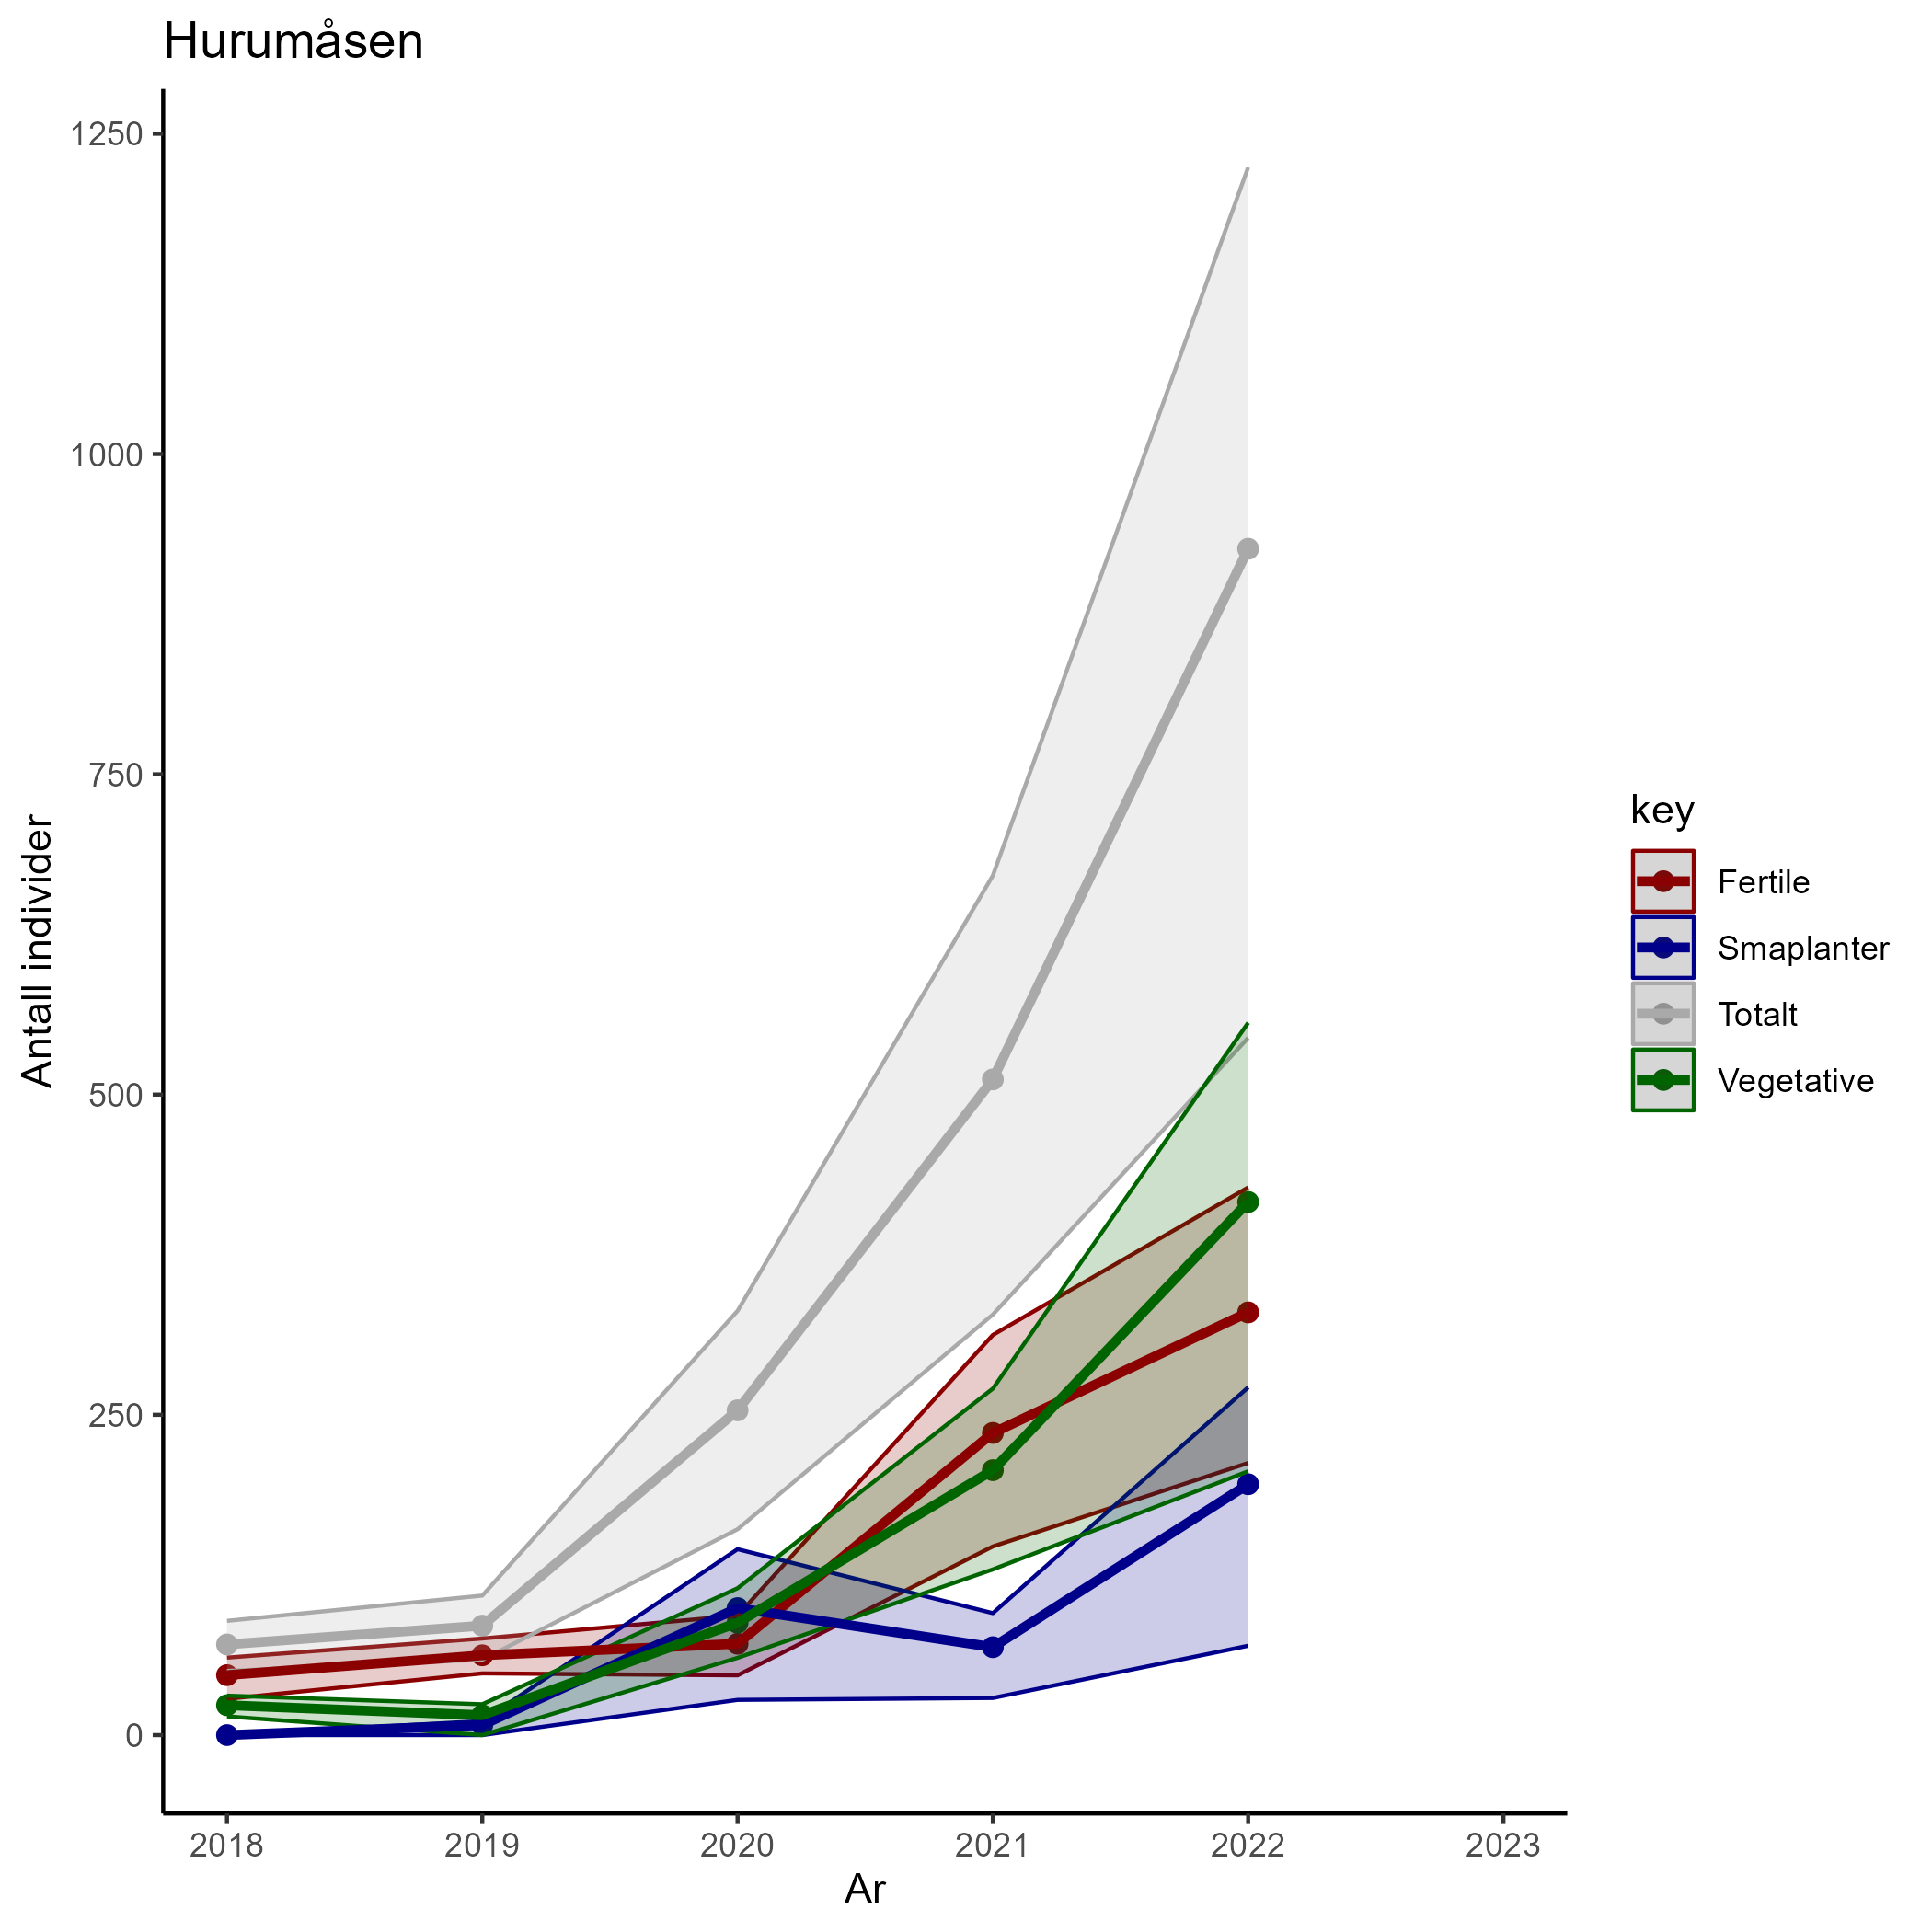 Hurumåsen
Antall individer
1250
1000
750
500
250
0
2018 2019 2020 2021 2022 2023
Ar
key
Fertile
Smaplanter
Totalt
Vegetative